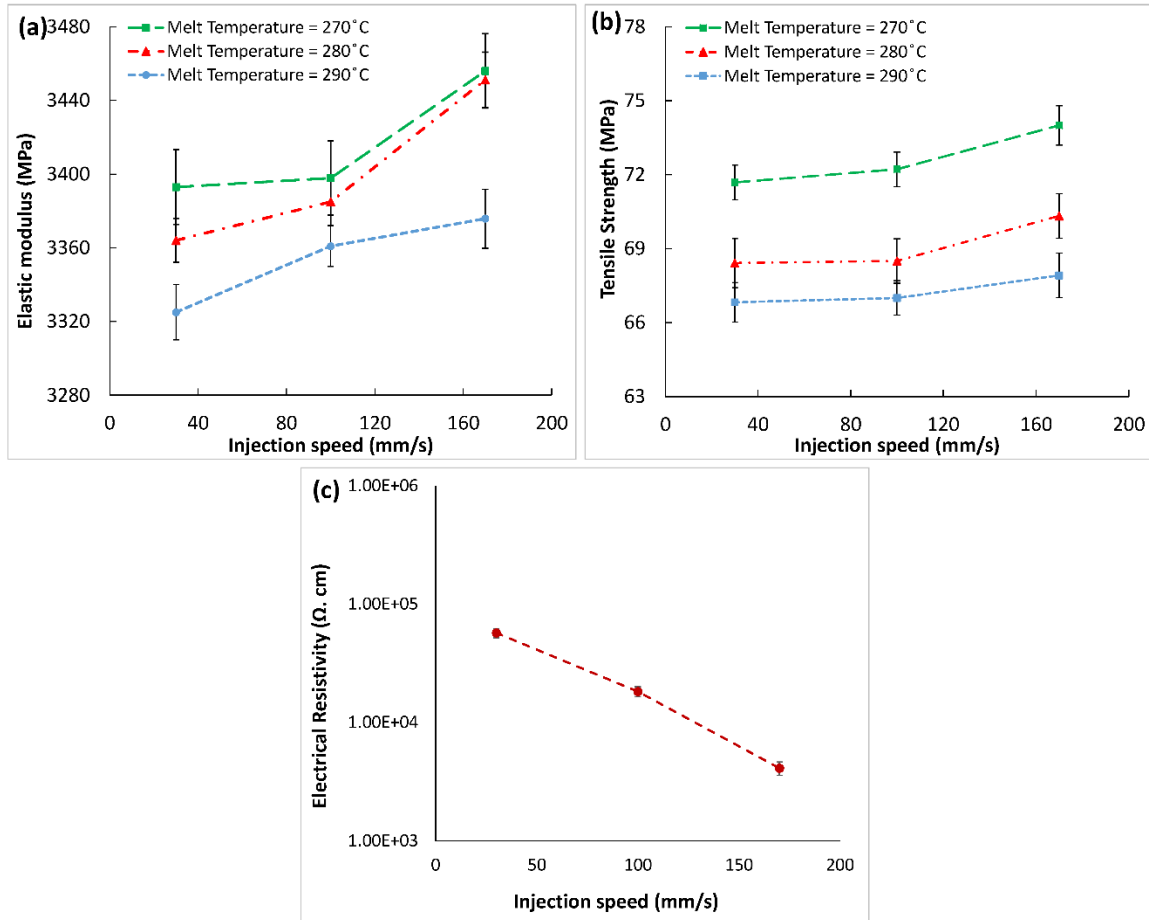 (a)
Melt Temperature = 270˚C
Melt Temperature = 280˚C
Melt Temperature = 290˚C
Elastic modulus (MPa)
3480
3440
3400
3360
3320
3280
0 40 80 120 160 200
Injection speed (mm/s)
(b)
Melt Temperature = 270˚C
Melt Temperature = 280˚C
Melt Temperature = 290˚C
Tensile Strength (MPa)
78
75
72
69
66
63
0 40 80 120 160 200
Injection speed (mm/s)
(c)
Electrical Resistivity (Ω. cm)
1.00E+06
1.00E+05
1.00E+04
1.00E+03
0 50 100 150 200
Injection speed (mm/s)